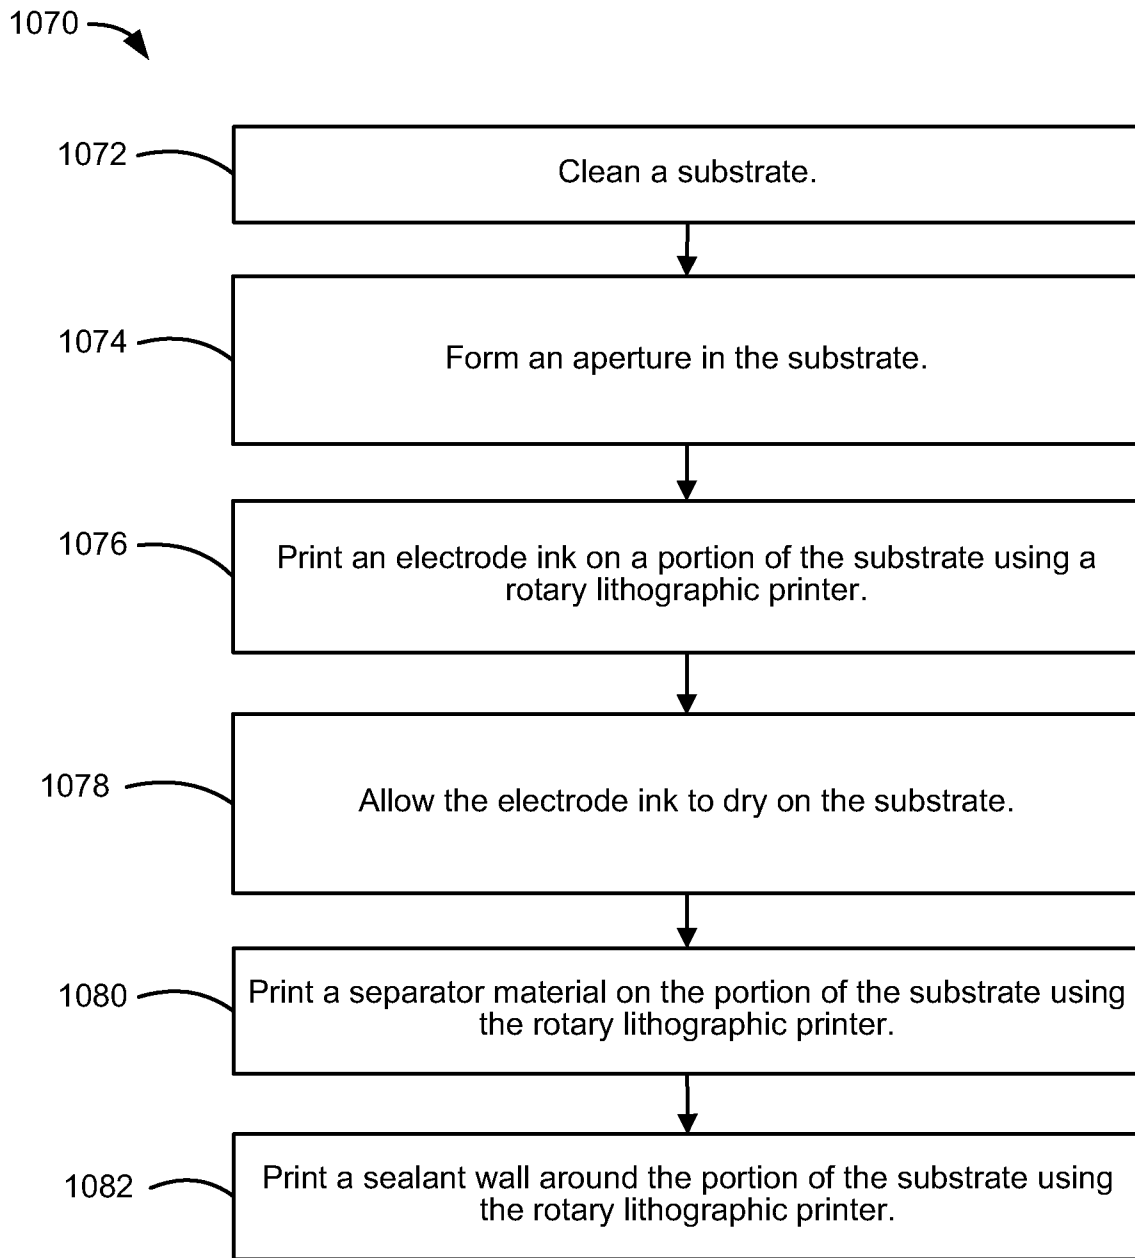 1070
1072
Clean a substrate.
1074
Form an aperture in the substrate.
1076
Print an electrode ink on a portion of the substrate using a
rotary lithographic printer.
1078
Allow the electrode ink to dry on the substrate.
1080
Print a separator material on the portion of the substrate using
the rotary lithographic printer.
1082
Print a sealant wall around the portion of the substrate using
the rotary lithographic printer.